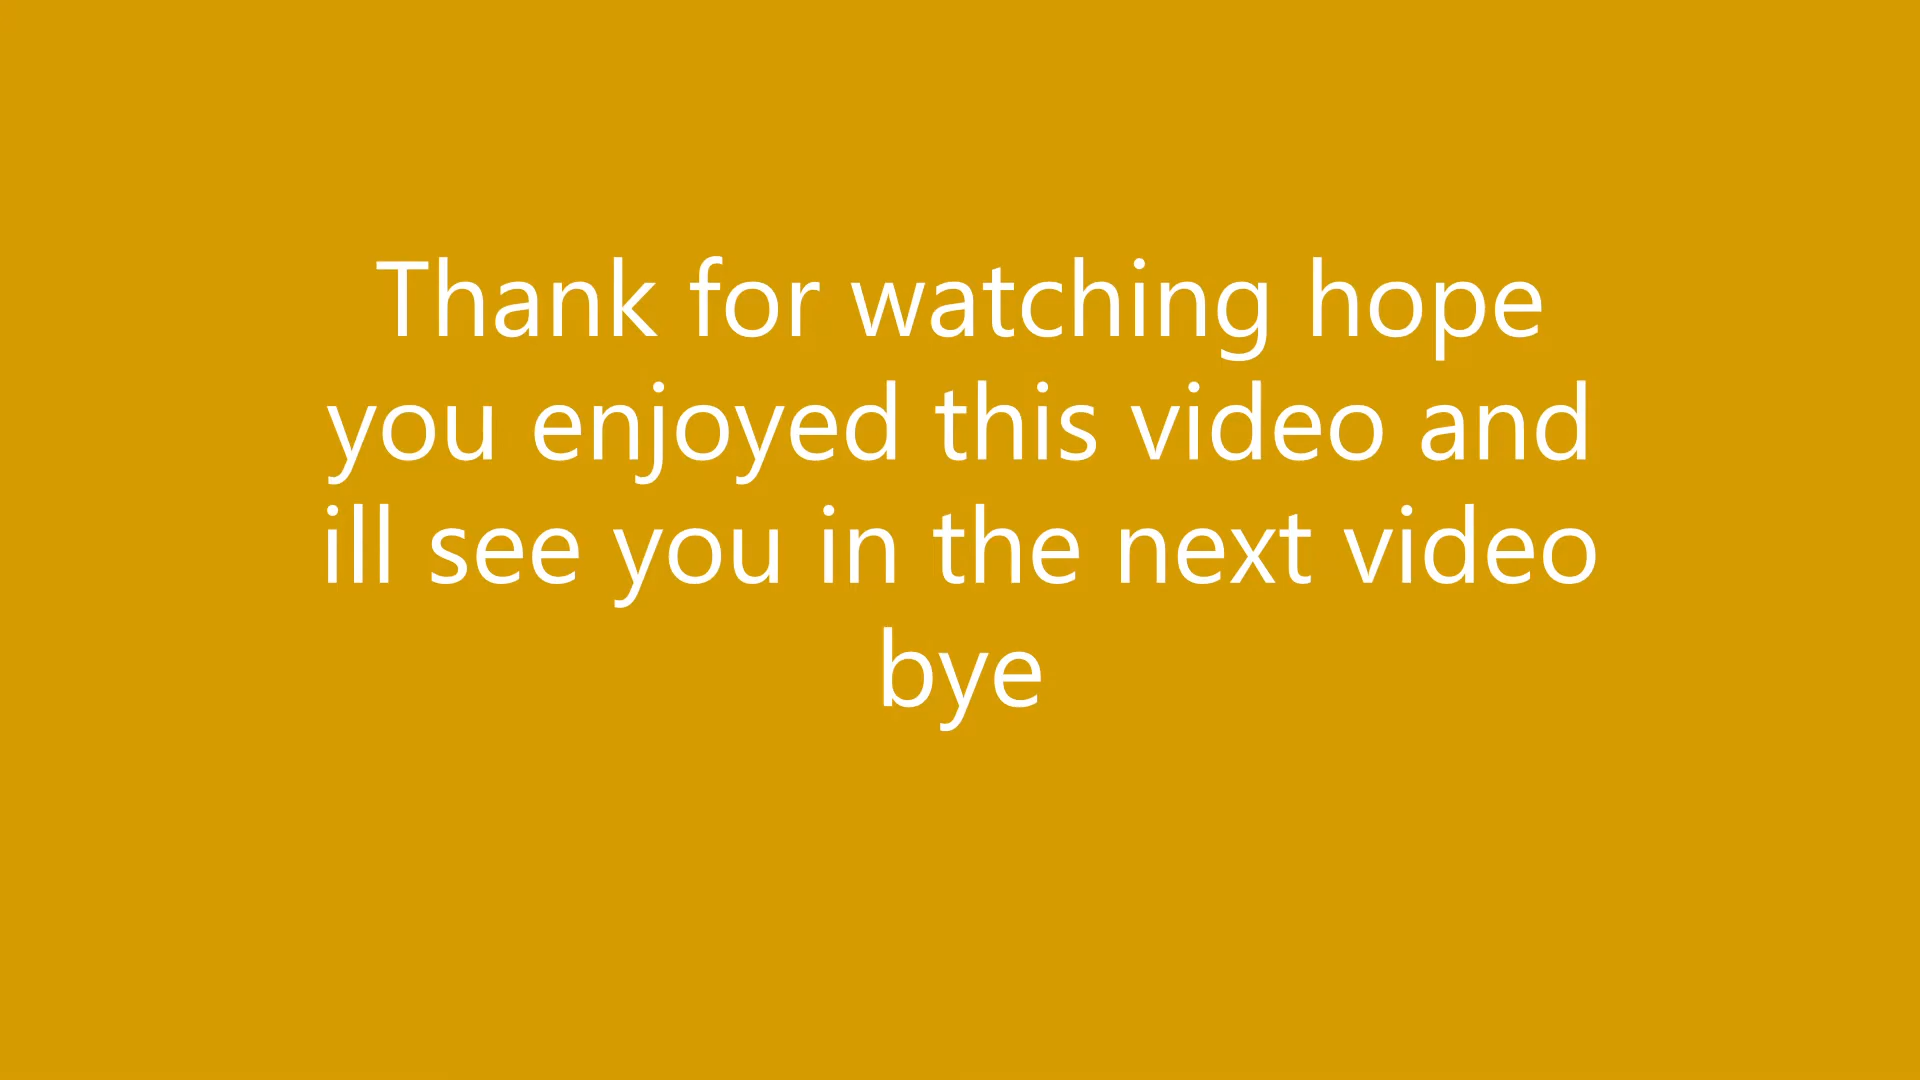 Thank for watching hope
you enjoyed this video and
ill see you in the next video
bye